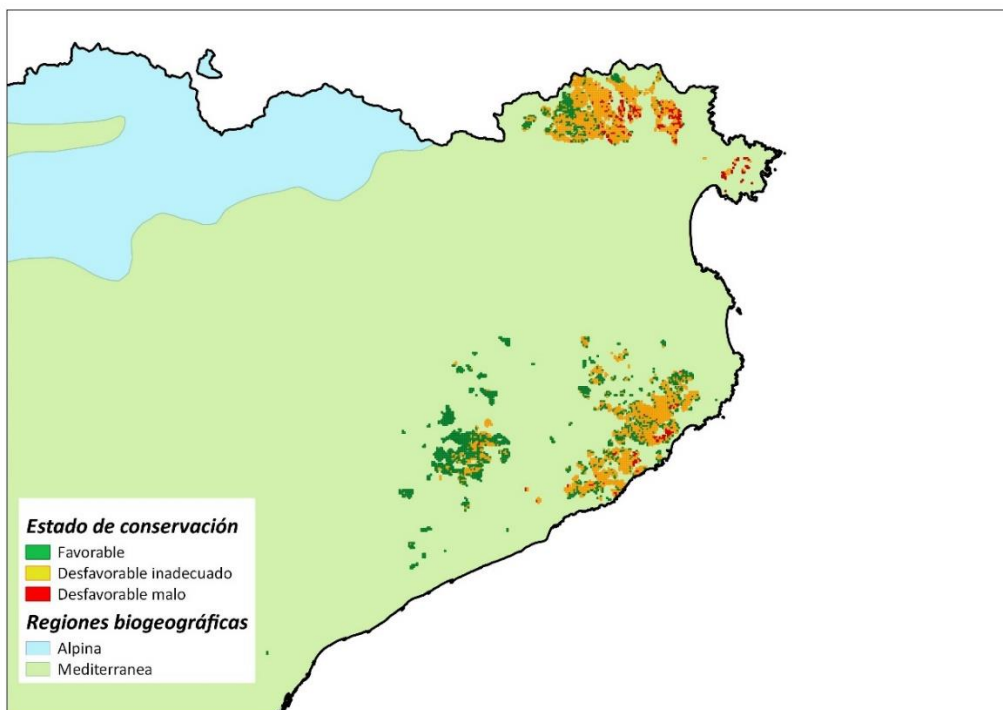 Estado de conservación
Favorable
Desfavorable inadecuado
Desfavorable malo
Regiones biogeográficas
Alpina
Mediterranea